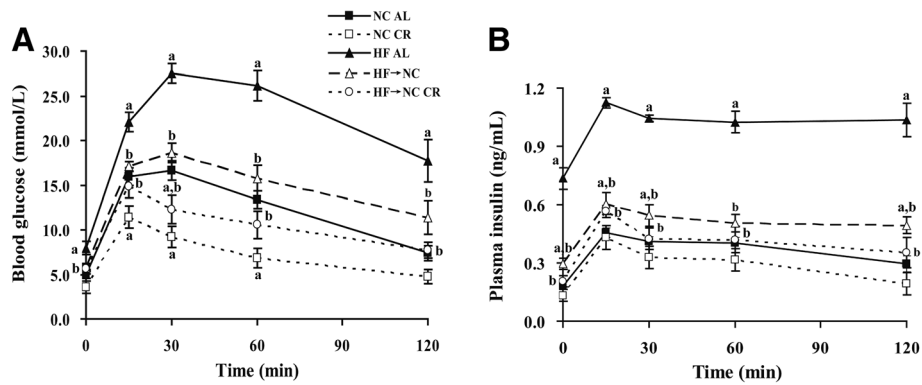 A
Blood glucose (mmol/L)
30.0
25.0
20.0
15.0
10.0
5.0
0.0
0
30
60
90
120
Time (min)
NC AL
NC CR
HF AL
HF→NC
HF→NC CR
a
a
a
a
a
b
b
b
b
b
b
a,b
b
b
a
a
a
B
Plasma insulin (ng/mL)
1.2
0.9
0.6
0.3
0.0
0
30
60
90
120
Time (min)
a
a
a
a
a
a,b
a,b
a,b
b
a,b
b
b
b
b
b